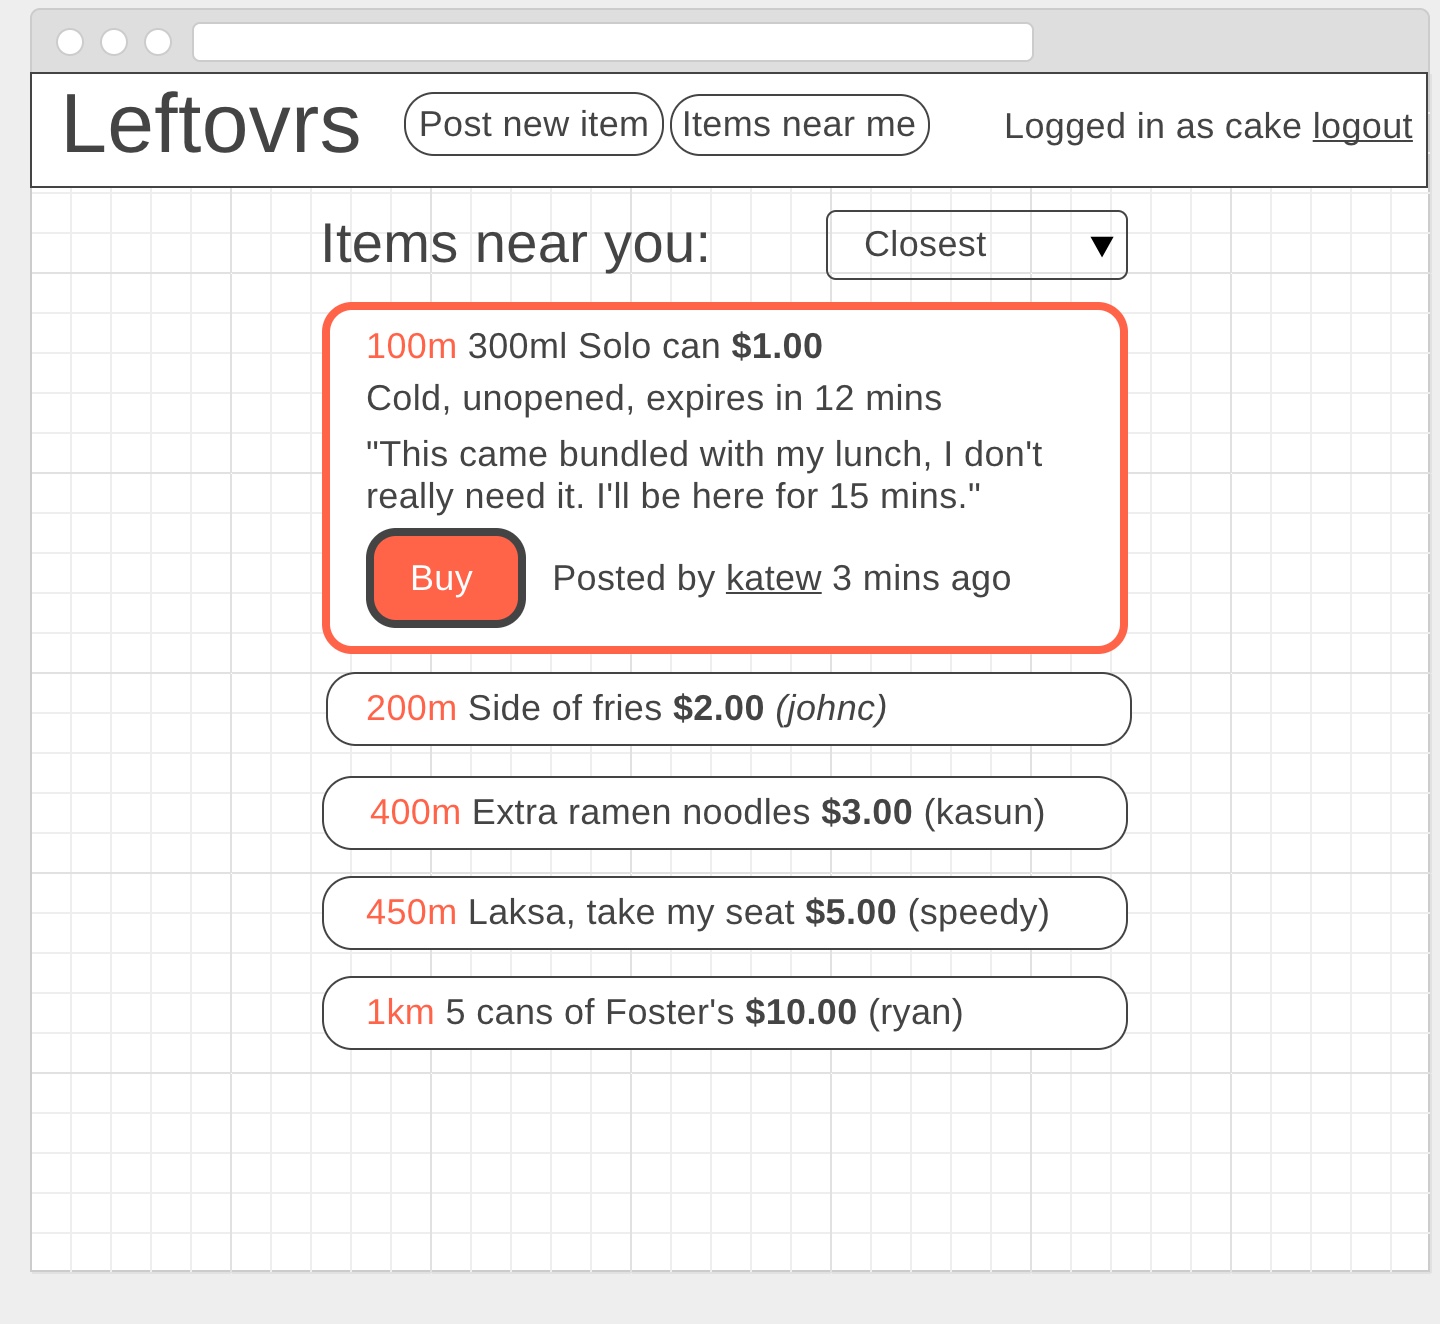 Leftovrs Post new item Items near me Logged in as cake logout
Items near you: Closest
100m 300ml Solo can $1.00
Cold, unopened, expires in 12 mins
"This came bundled with my lunch, I don't
really need it. I'll be here for 15 mins."
Buy Posted by katew 3 mins ago
200m Side of fries $2.00 (johnc)
400m Extra ramen noodles $3.00 (kasun)
450m Laksa, take my seat $5.00 (speedy)
1km 5 cans of Foster's $10.00 (ryan)